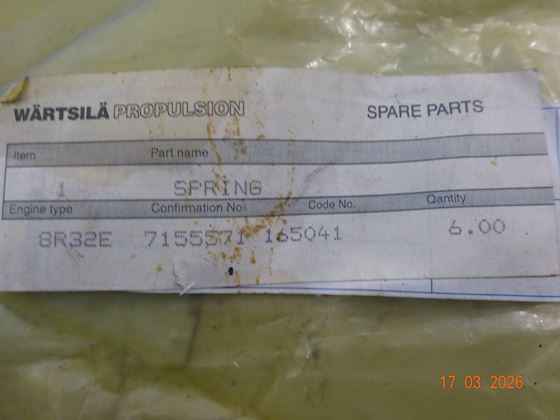 WÄRTSILÄ PROPULSION SPARE PARTS
Item Part name
1 SPRING
Engine type Confirmation No Code No. Qantity
8R32E 7155571 165041 6.00
17 03 2026